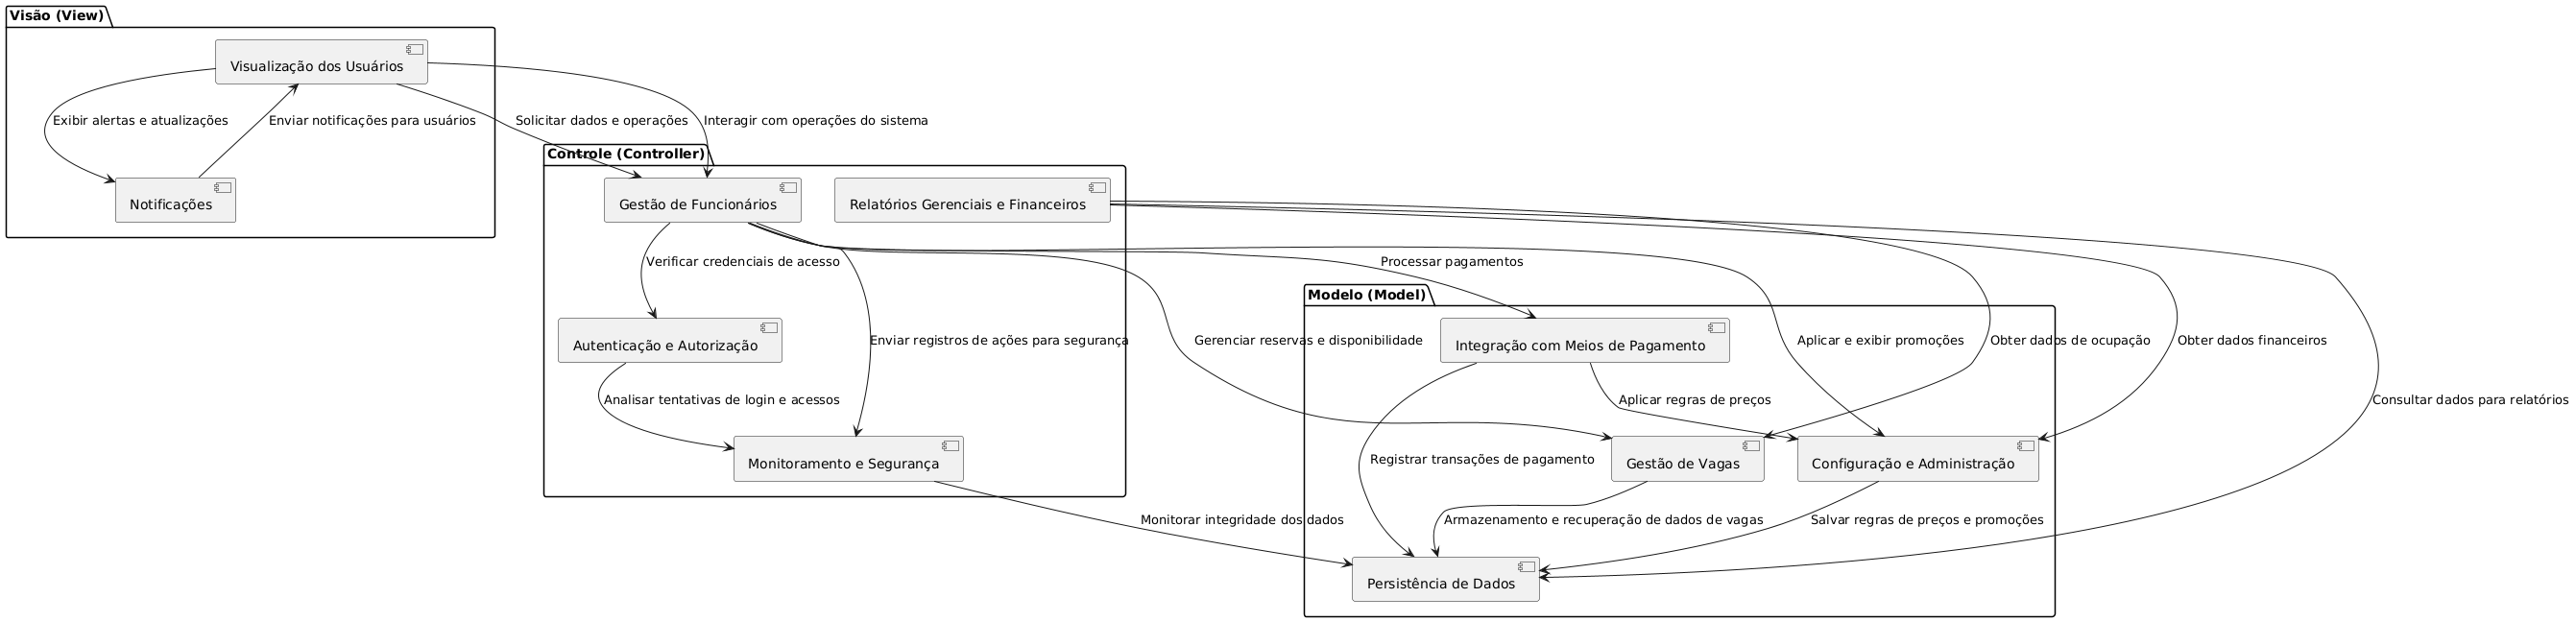 Visão (View)
Visualização dos Usuários
Exibir alertas e atualizações
Enviar notificações para usuários
Solicitar dados e operações
Interagir com operações do sistema
Controle (Controller)
Notificações
Gestão de Funcionários
Relatórios Gerenciais e Financeiros
Verificar credenciais de acesso
Processar pagamentos
Modelo (Model)
Autenticação e Autorização
Enviar registros de ações para segurança
Gerenciar reservas e disponibilidade
Integração com Meios de Pagamento
Aplicar e exibir promoções
Obter dados de ocupação
Obter dados financeiros
Analisar tentativas de login e acessos
Aplicar regras de preços
Consultar dados para relatórios
Monitoramento e Segurança
Registrar transações de pagamento
Gestão de Vagas
Configuração e Administração
Monitorar integridade dos dados
Armazenamento e recuperação de dados de vagas
Salvar regras de preços e promoções
Persistência de Dados